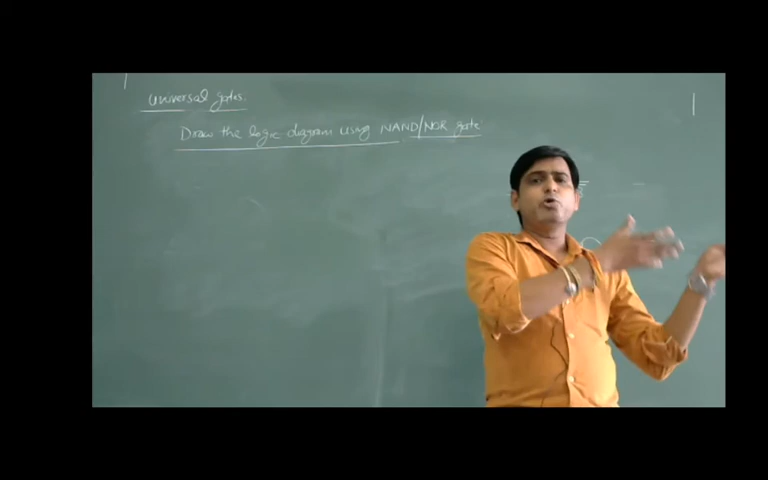 universal gates.
Draw the logic diagram using NAND/NOR gate